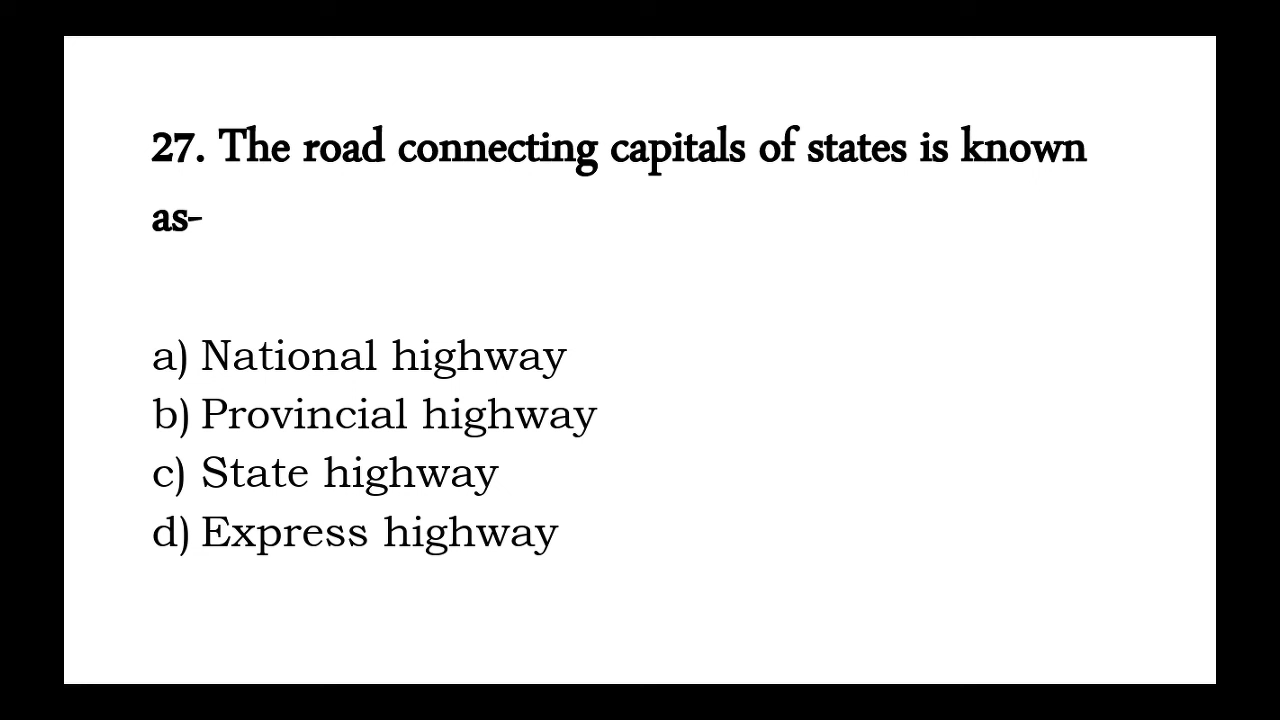 27. The road connecting capitals of states is known
as-
a) National highway
b) Provincial highway
c) State highway
d) Express highway